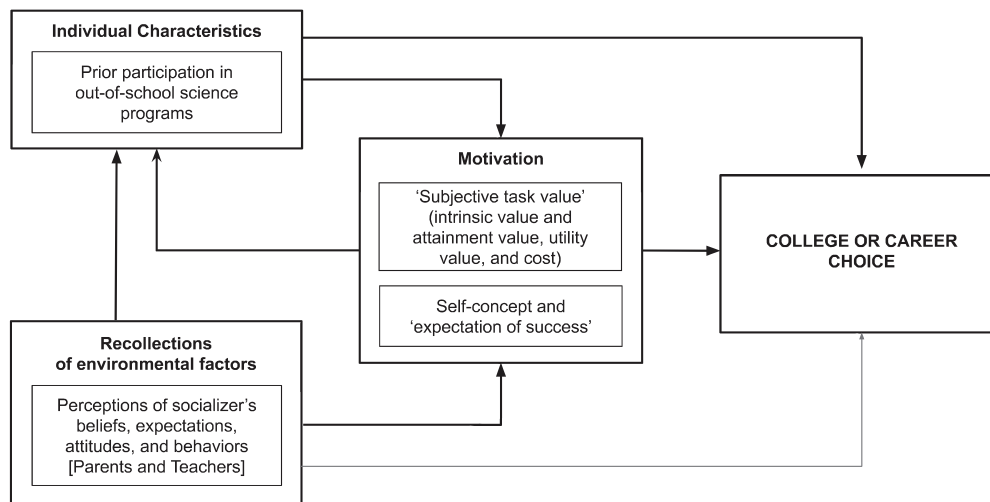 Individual Characteristics
Prior participation in
out-of-school science
programs
Motivation
‘Subjective task value’
(intrinsic value and
attainment value, utility
value, and cost)
Self-concept and
‘expectation of success’
COLLEGE OR CAREER
CHOICE
Recollections
of environmental factors
Perceptions of socializer’s
beliefs, expectations,
attitudes, and behaviors
[Parents and Teachers]